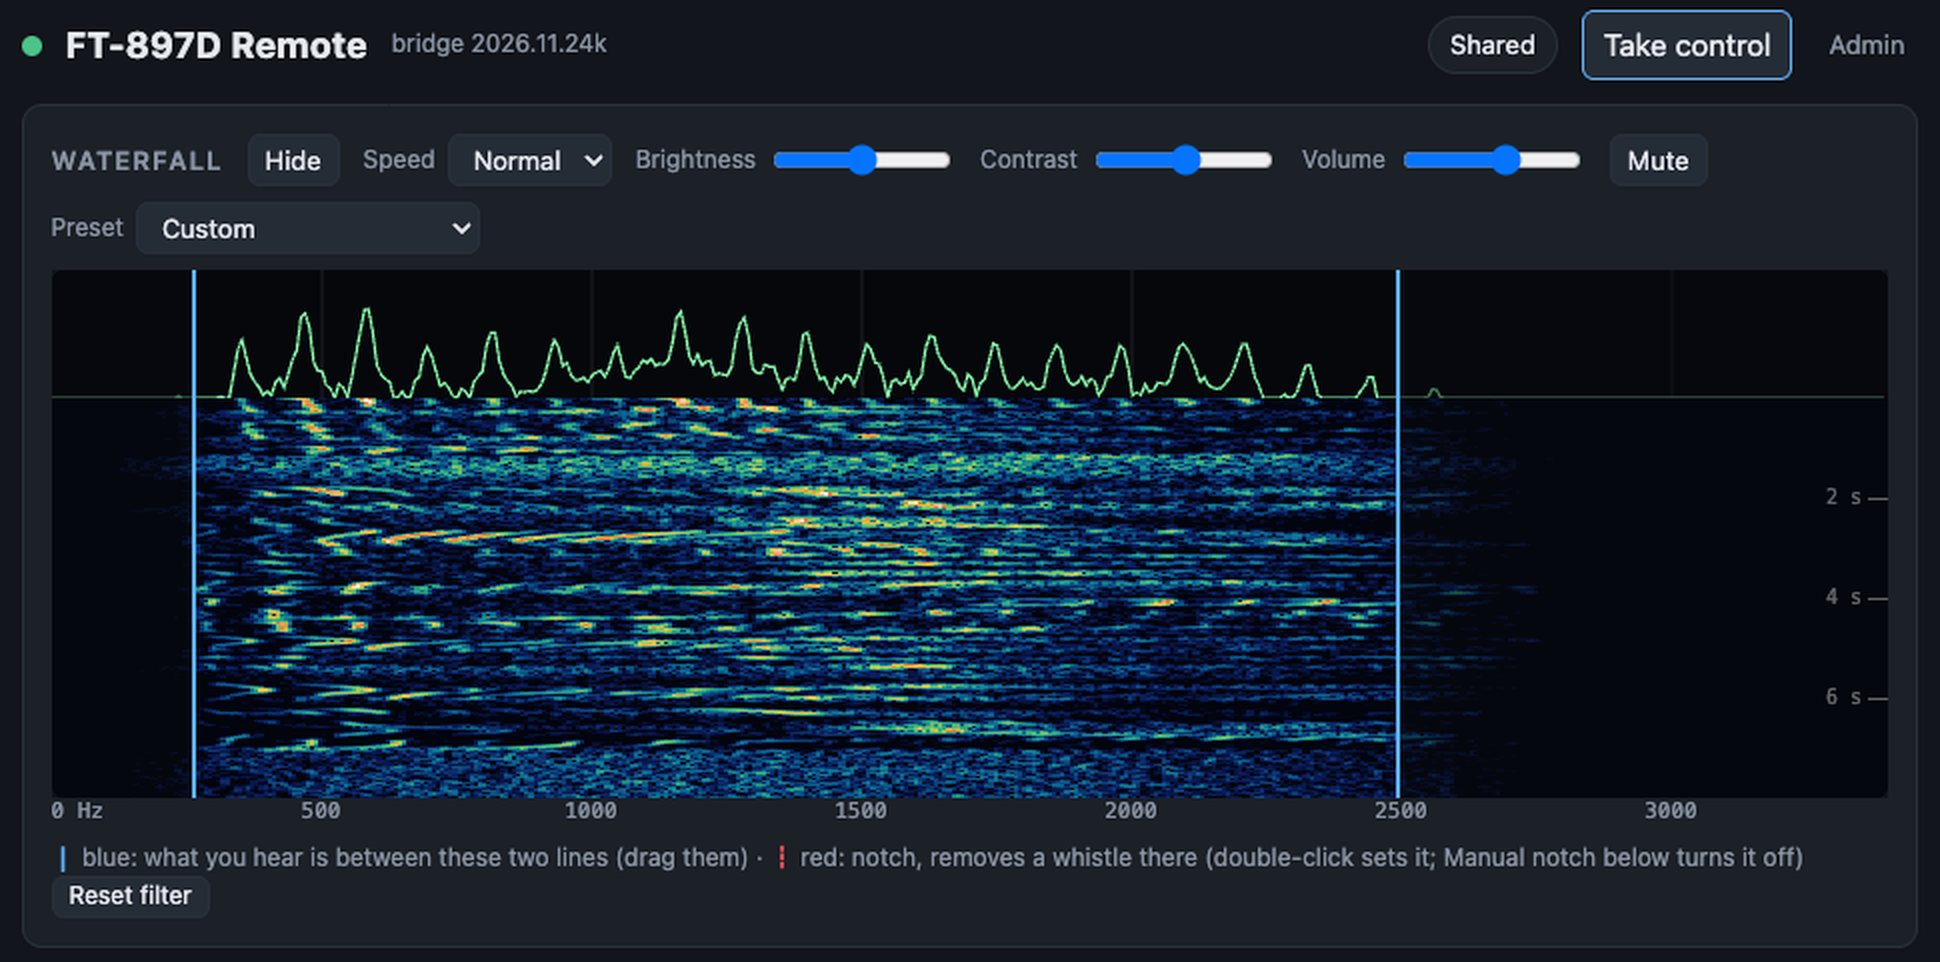 FT-897D Remote bridge 2026.11.24k Shared Take control Admin
WATERFALL Hide Speed Normal Brightness Contrast Volume Mute
Preset Custom
2 s
4 s
6 s
0 Hz 500 1000 1500 2000 2500 3000
blue: what you hear is between these two lines (drag them) · red: notch, removes a whistle there (double-click sets it; Manual notch below turns it off)
Reset filter